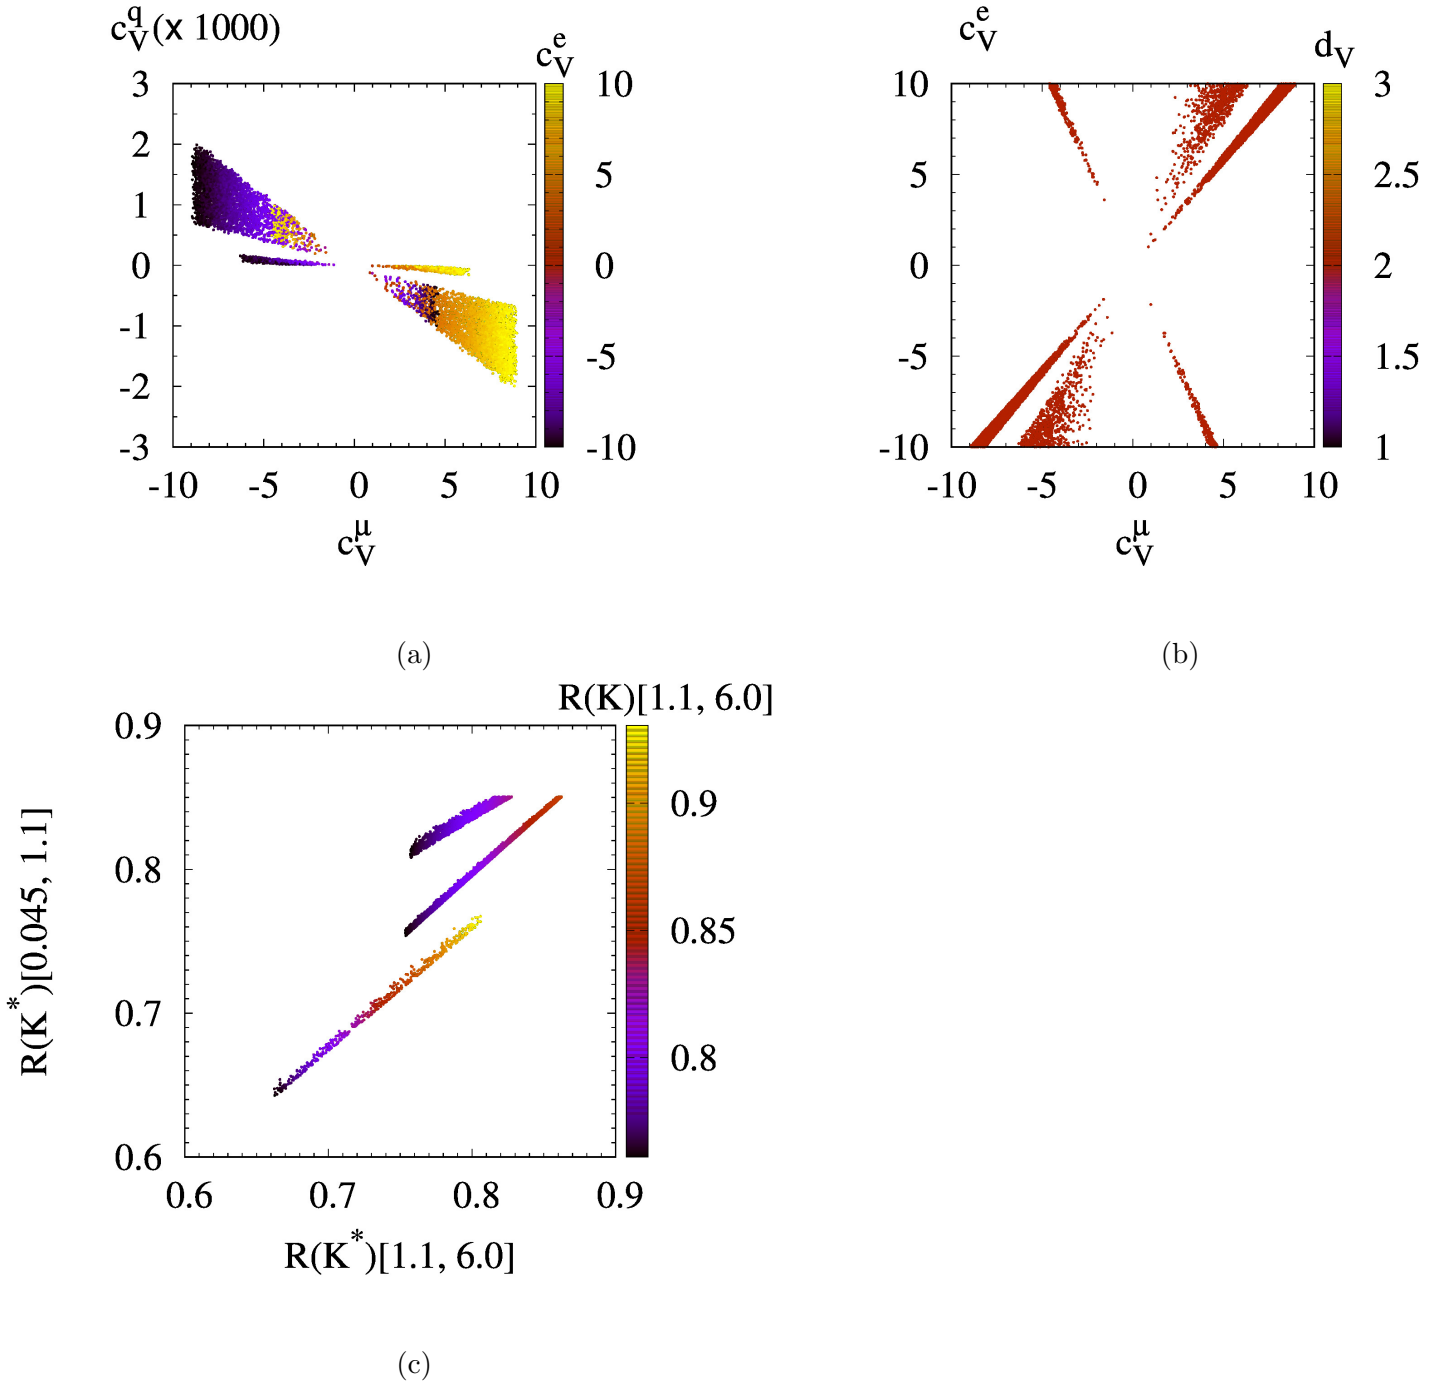 c_V^q (x 1000)
c_V^e
3
2
1
0
-1
-2
-3
10
5
0
-5
-10
-10 -5 0 5 10
c_V^μ
(a)
c_V^e
d_V
10
5
0
-5
-10
3
2.5
2
1.5
1
-10 -5 0 5 10
c_V^μ
(b)
R(K)[1.1, 6.0]
R(K*)[0.045, 1.1]
0.9
0.8
0.7
0.6
0.9
0.85
0.8
0.6 0.7 0.8 0.9
R(K*)[1.1, 6.0]
(c)